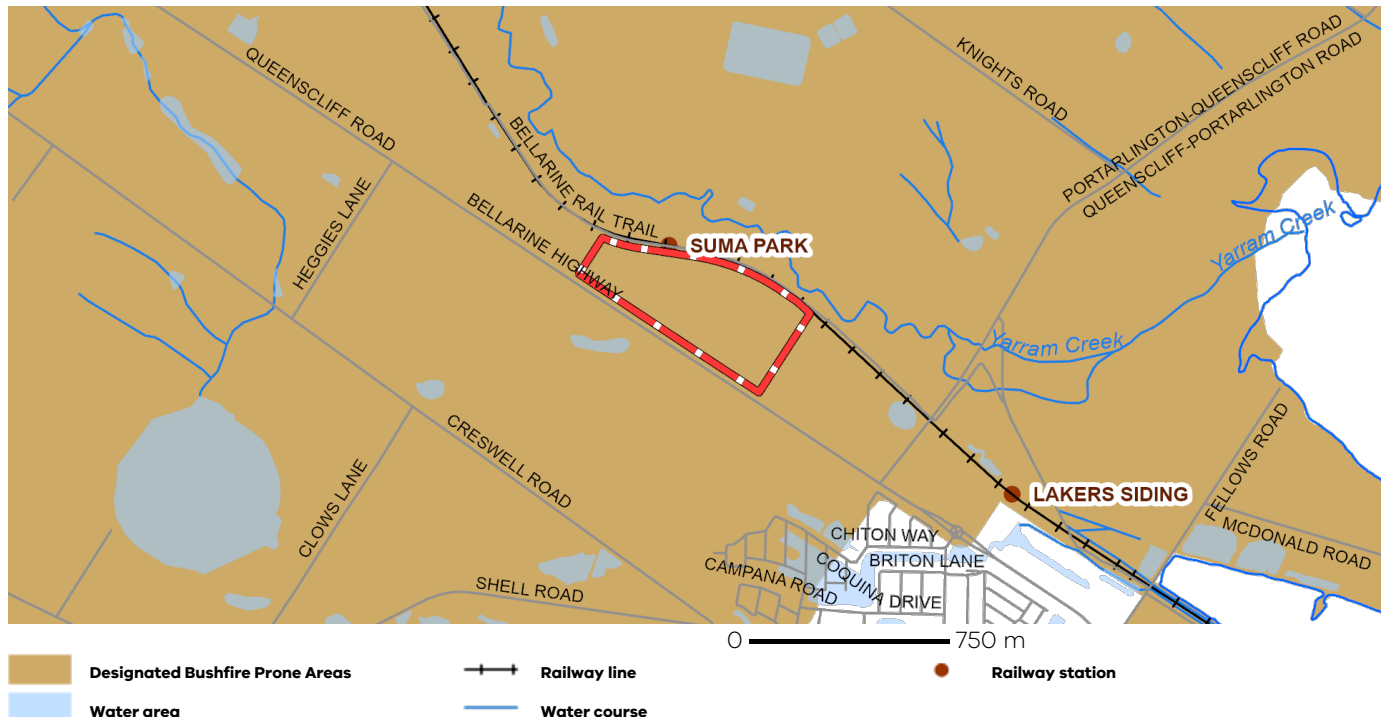 QUEENSCLIFF ROAD
KNIGHTS ROAD
PORTARLINGTON-QUEENSCLIFF ROAD
QUEENSCLIFF-PORTARLINGTON ROAD
BELLARINE RAIL TRAIL
HEGGIES LANE
BELLARINE HIGHWAY
SUMA PARK
Yarram Creek
Yarram Creek
CRESWELL ROAD
CLOWS LANE
FELLOWS ROAD
LAKERS SIDING
MCDONALD ROAD
CHITON WAY
BRITON LANE
COQUINA DRIVE
CAMPANA ROAD
SHELL ROAD
0 750 m
Designated Bushfire Prone Areas
Railway line
Railway station
Water area
Water course